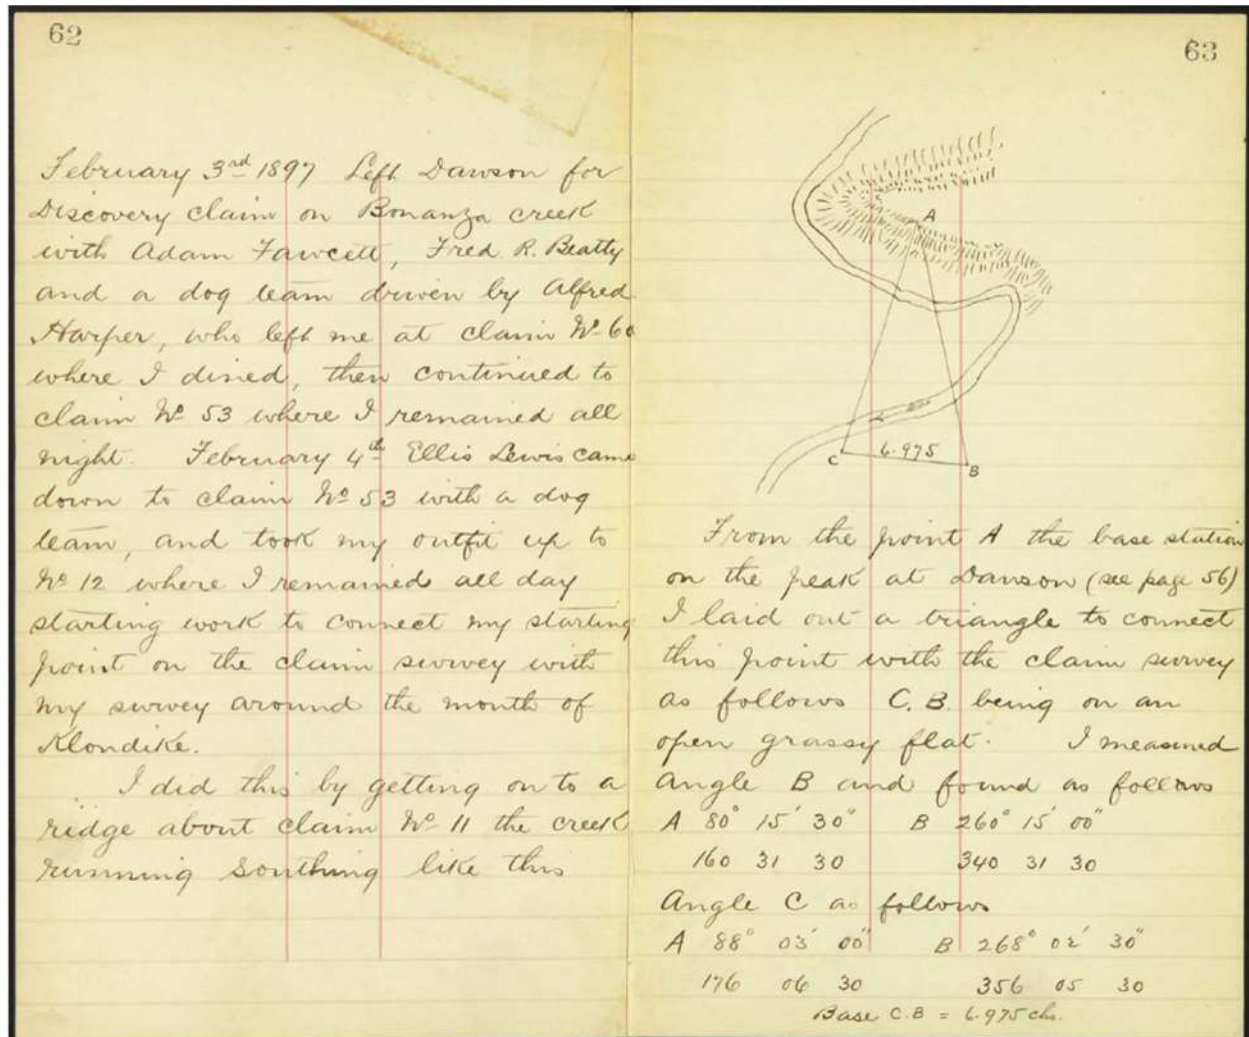 62
February 3rd 1897 Left Dawson for
Discovery claim on Bonanza creek
with Adam Fawcett, Fred R. Beatty
and a dog team driven by Alfred
Harper, who left me at claim No 60
where I dined, then continued to
claim No 53 where I remained all
night. February 4th Ellis Lewis came
down to claim No 53 with a dog
team, and took my outfit up to
No 12 where I remained all day
starting work to connect my starting
point on the claim survey with
my survey around the mouth of
Klondike.
I did this by getting on to a
ridge about claim No 11 the creek
running like this
63
A
C 6.975 B
From the point A the base station
on the peak at Dawson (see page 56)
I laid out a triangle to connect
this point with the claim survey
as follows C. B. being on an
open grassy flat. I measured
Angle B and found as follows
A 80° 15' 30" B 260° 15' 00"
160 31 30 340 31 30
Angle C as follows
A 88° 03' 00" B 268° 02' 30"
176 06 30 356 05 30
Base C.B = 6.975 chs.